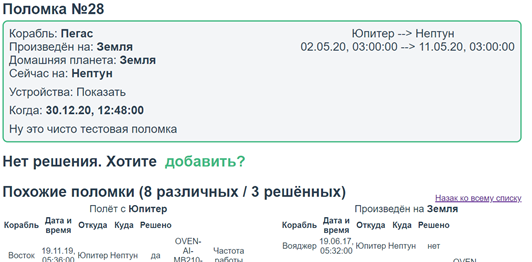 Поломка №28
Корабль: Пегас
Произведён на: Земля
Домашняя планета: Земля
Сейчас на: Нептун
Юпитер --> Нептун
02.05.20, 03:00:00 --> 11.05.20, 03:00:00
Устройства: Показать
Когда: 30.12.20, 12:48:00
Ну это чисто тестовая поломка
Нет решения. Хотите добавить?
Похожие поломки (8 различных / 3 решённых)
Назак ко всему списку
Полёт с Юпитер
Корабль Дата и время Откуда Куда Решено
Восток 19.11.19, 05:36:00 Юпитер Нептун да OVEN-AI-MB210- Частота работы
Произведён на Земля
Корабль Дата и время Откуда Куда Решено
Вояджер 19.06.17, 05:32:00 Юпитер Нептун нет
OVEN-